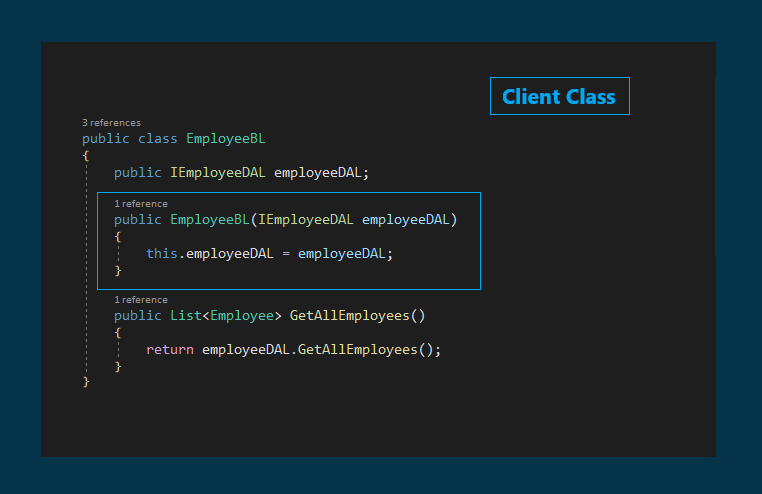 Client Class
3 references
public class EmployeeBL
{
public IEmployeeDAL employeeDAL;
1 reference
public EmployeeBL(IEmployeeDAL employeeDAL)
{
this.employeeDAL = employeeDAL;
}
1 reference
public List<Employee> GetAllEmployees()
{
return employeeDAL.GetAllEmployees();
}
}